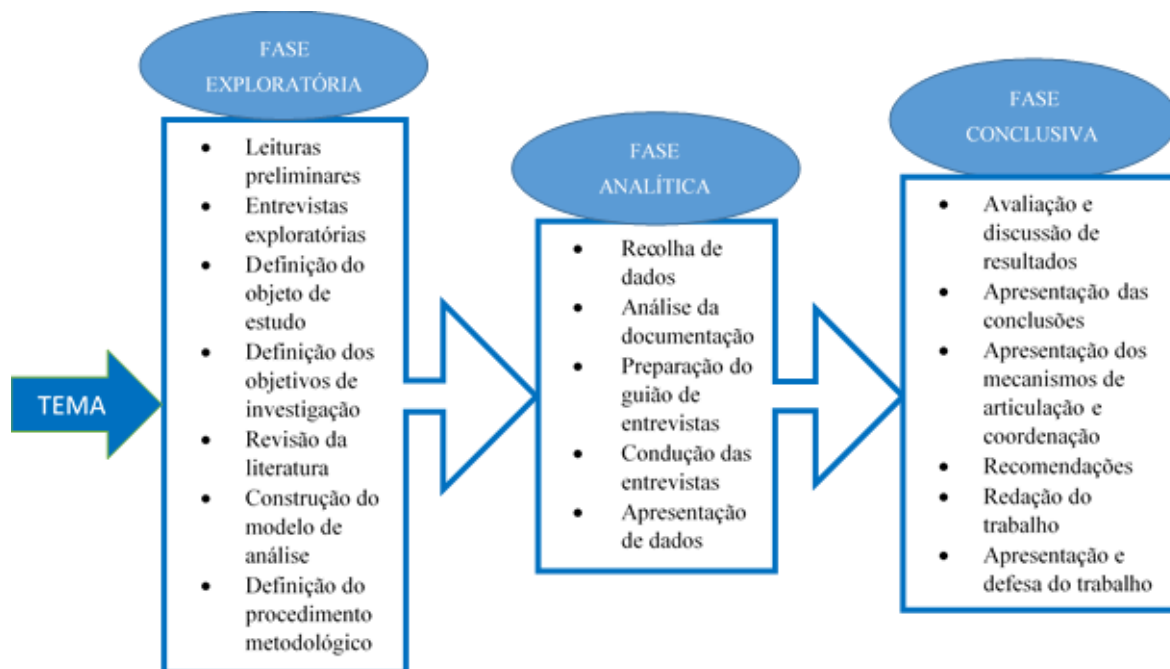 TEMA
FASE
EXPLORATÓRIA
• Leituras
preliminares
• Entrevistas
exploratórias
• Definição do
objeto de
estudo
• Definição dos
objetivos de
investigação
• Revisão da
literatura
• Construção do
modelo de
análise
• Definição do
procedimento
metodológico
FASE
ANALÍTICA
• Recolha de
dados
• Análise da
documentação
• Preparação do
guião de
entrevistas
• Condução das
entrevistas
• Apresentação
de dados
FASE
CONCLUSIVA
• Avaliação e
discussão de
resultados
• Apresentação das
conclusões
• Apresentação dos
mecanismos de
articulação e
coordenação
• Recomendações
• Redação do
trabalho
• Apresentação e
defesa do trabalho